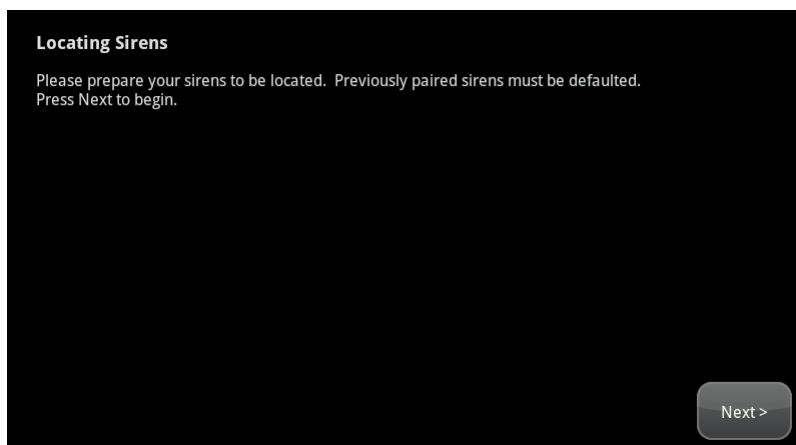 Locating Sirens
Please prepare your sirens to be located.  Previously paired sirens must be defaulted.
Press Next to begin.
Next >